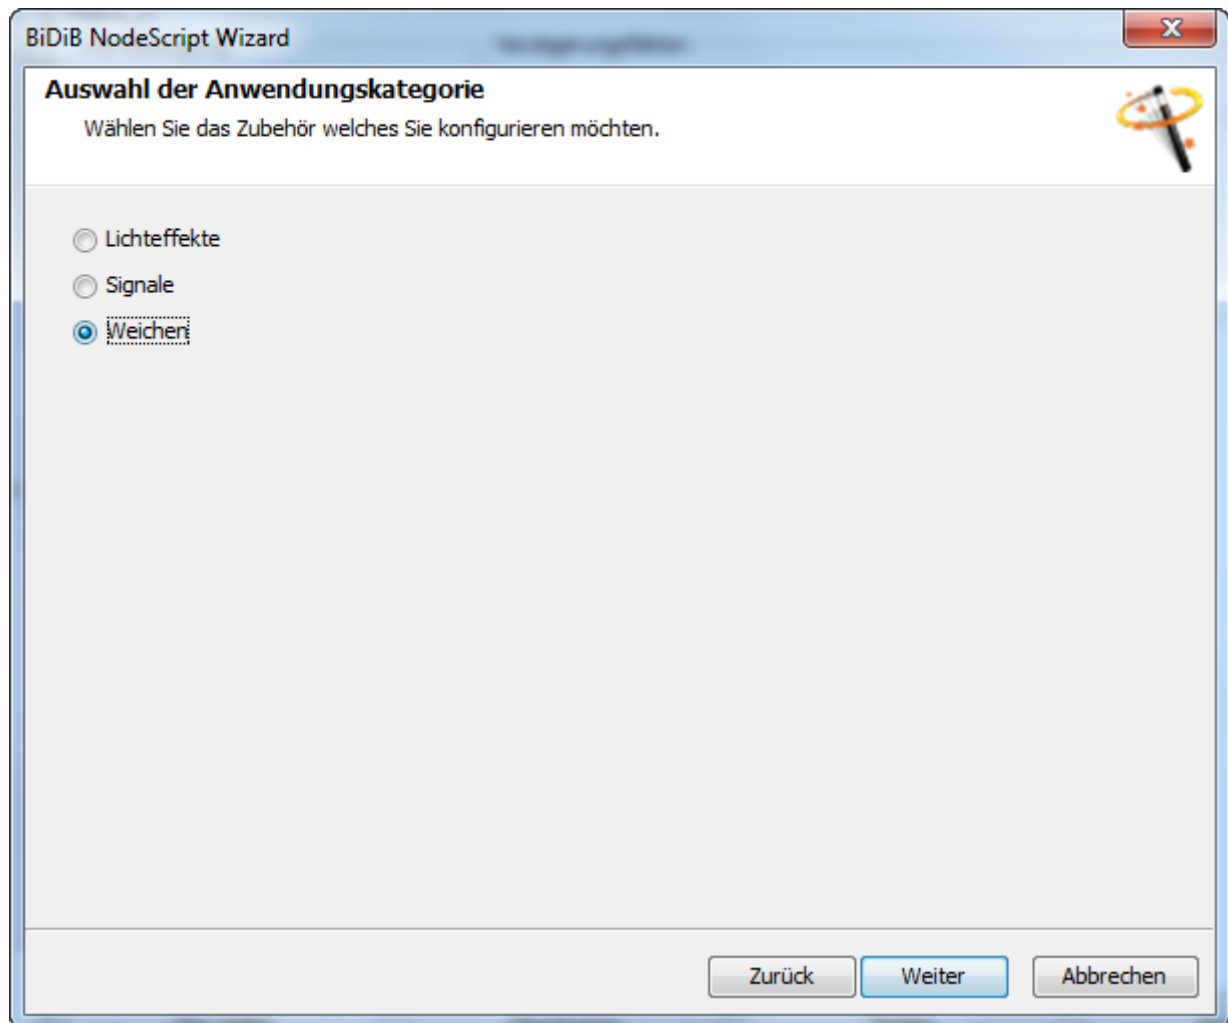 BiDiB NodeScript Wizard
Auswahl der Anwendungskategorie
Wählen Sie das Zubehör welches Sie konfigurieren möchten.
Lichteffekte
Signale
Weichen
Zurück Weiter Abbrechen